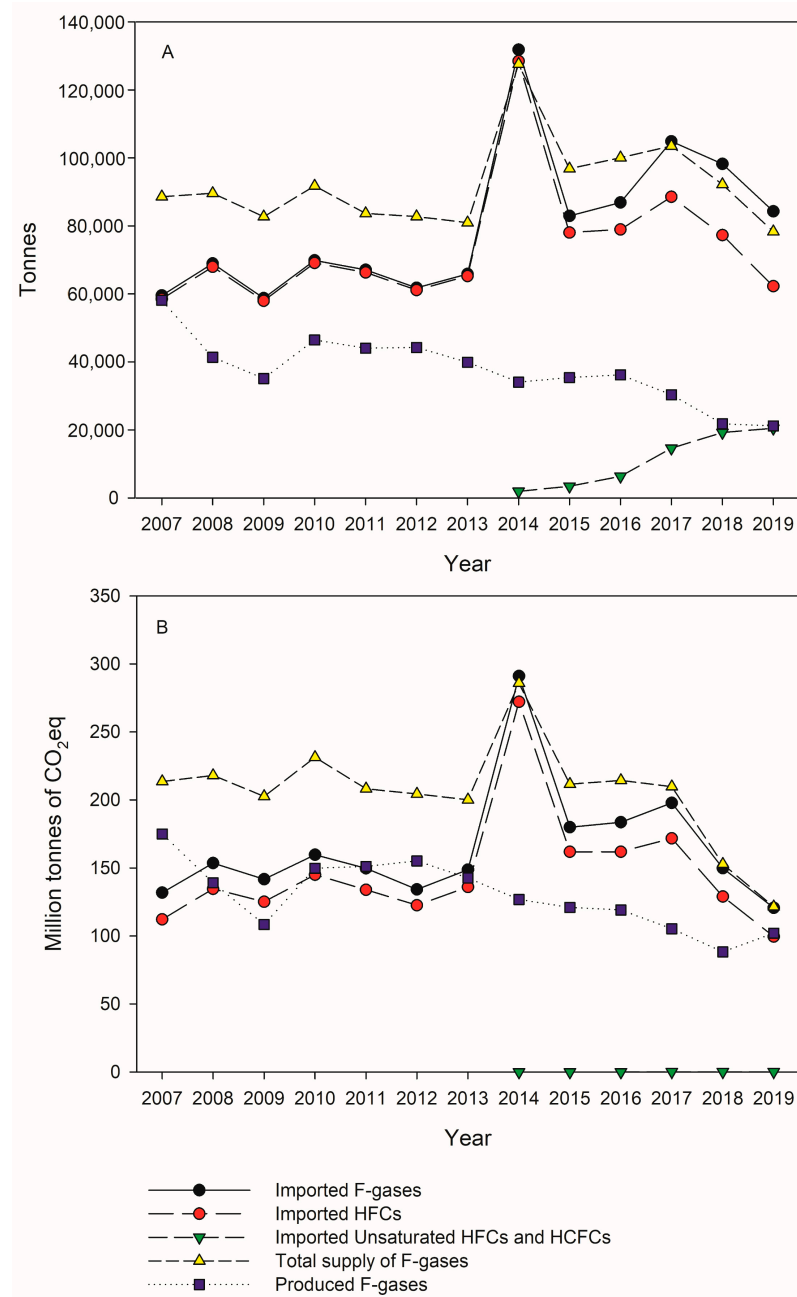 140,000
A
120,000
100,000
80,000
Tonnes
60,000
40,000
20,000
0
2007 2008 2009 2010 2011 2012 2013 2014 2015 2016 2017 2018 2019
Year
350
B
300
250
200
Million tonnes of CO2eq
150
100
50
0
2007 2008 2009 2010 2011 2012 2013 2014 2015 2016 2017 2018 2019
Year
Imported F-gases
Imported HFCs
Imported Unsaturated HFCs and HCFCs
Total supply of F-gases
Produced F-gases